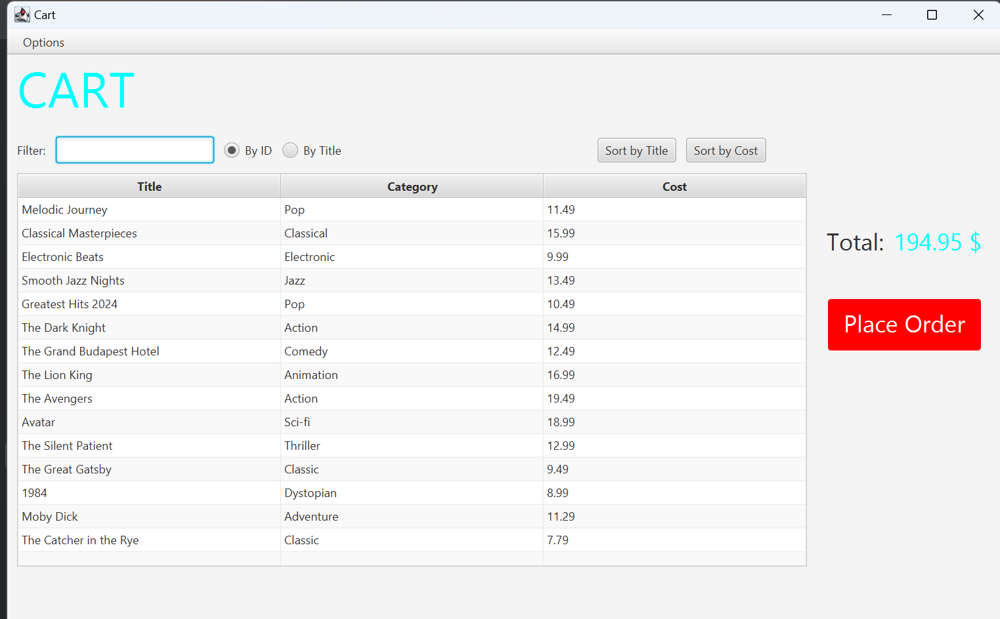 Cart
Options
CART
Filter: By ID By Title Sort by Title Sort by Cost
Title Category Cost
Melodic Journey Pop 11.49
Classical Masterpieces Classical 15.99
Electronic Beats Electronic 9.99
Smooth Jazz Nights Jazz 13.49
Greatest Hits 2024 Pop 10.49
The Dark Knight Action 14.99
The Grand Budapest Hotel Comedy 12.49
The Lion King Animation 16.99
The Avengers Action 19.49
Avatar Sci-fi 18.99
The Silent Patient Thriller 12.99
The Great Gatsby Classic 9.49
1984 Dystopian 8.99
Moby Dick Adventure 11.29
The Catcher in the Rye Classic 7.79
Total: 194.95 $
Place Order